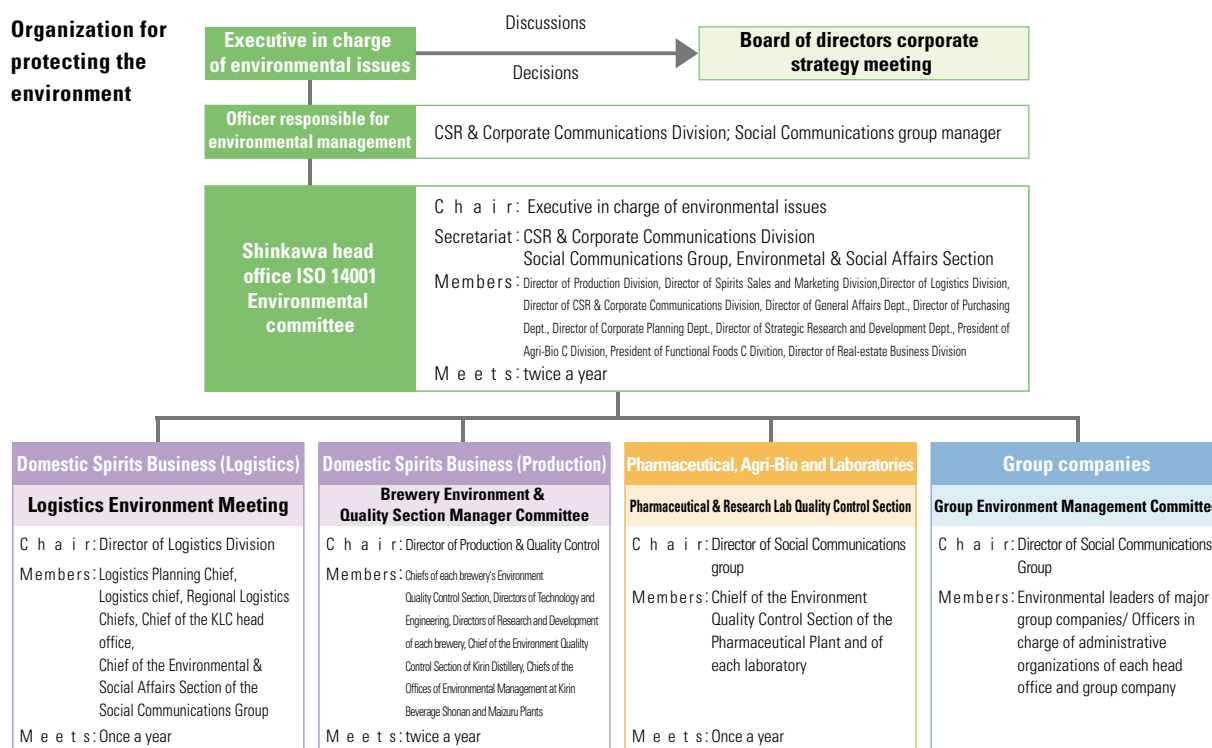 Organization for
protecting the
environment
Executive in charge
of environmental issues
Discussions
Decisions
Board of directors corporate
strategy meeting
Officer responsible for
environmental management
CSR & Corporate Communications Division; Social Communications group manager
Shinkawa head
office ISO 14001
Environmental
committee
Chair: Executive in charge of environmental issues
Secretariat: CSR & Corporate Communications Division
Social Communications Group, Environmetal & Social Affairs Section
Members: Director of Production Division, Director of Spirits Sales and Marketing Division,Director of Logistics Division,
Director of CSR & Corporate Communications Division, Director of General Affairs Dept., Director of Purchasing
Dept., Director of Corporate Planning Dept., Director of Strategic Research and Development Dept., President of
Agri-Bio C Division, President of Functional Foods C Divition, Director of Real-estate Business Division
Meets: twice a year
Domestic Spirits Business (Logistics)
Logistics Environment Meeting
Chair: Director of Logistics Division
Members: Logistics Planning Chief,
Logistics chief, Regional Logistics
Chiefs, Chief of the KLC head
office,
Chief of the Environmental &
Social Affairs Section of the
Social Communications Group
Meets: Once a year
Domestic Spirits Business (Production)
Brewery Environment &
Quality Section Manager Committee
Chair: Director of Production & Quality Control
Members: Chiefs of each brewery's Environment
Quality Control Section, Directors of Technology and
Engineering, Directors of Research and Development
of each brewery, Chief of the Environment Qualilty
Control Section of Kirin Distillery, Chiefs of the
Offices of Environmental Management at Kirin
Beverage Shonan and Maizuru Plants
Meets: twice a year
Pharmaceutical, Agri-Bio and Laboratories
Pharmaceutical & Research Lab Quality Control Section
Chair: Director of Social Communications
group
Members: Chielf of the Environment
Quality Control Section of the
Pharmaceutical Plant and of
each laboratory
Meets: Once a year
Group companies
Group Environment Management Committe
Chair: Director of Social Communications
Group
Members: Environmental leaders of major
group companies/ Officers in
charge of administrative
organizations of each head
office and group company